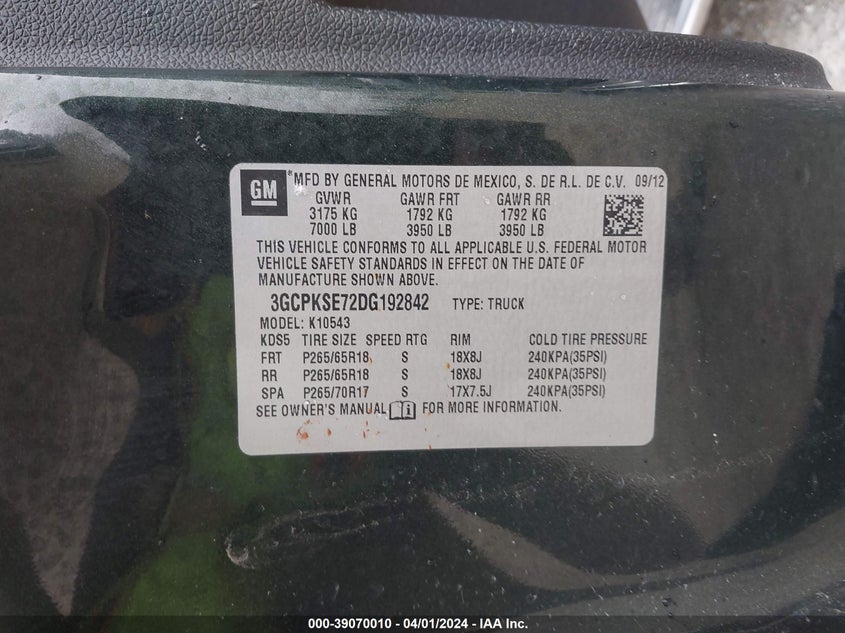 GM *MFD BY GENERAL MOTORS DE MEXICO, S. DE R.L. DE C.V. 09/12
GVWR GAWR FRT GAWR RR
3175 KG 1792 KG 1792 KG
7000 LB 3950 LB 3950 LB
THIS VEHICLE CONFORMS TO ALL APPLICABLE U.S. FEDERAL MOTOR
VEHICLE SAFETY STANDARDS IN EFFECT ON THE DATE OF
MANUFACTURE SHOWN ABOVE.
3GCPKSE72DG192842 TYPE: TRUCK
MODEL: K10543
KDS5 TIRE SIZE SPEED RTG RIM COLD TIRE PRESSURE
FRT P265/65R18 S 18X8J 240KPA(35PSI)
RR P265/65R18 S 18X8J 240KPA(35PSI)
SPA P265/70R17 S 17X7.5J 240KPA(35PSI)
SEE OWNER'S MANUAL i FOR MORE INFORMATION.
000-39070010 - 04/01/2024 - IAA Inc.